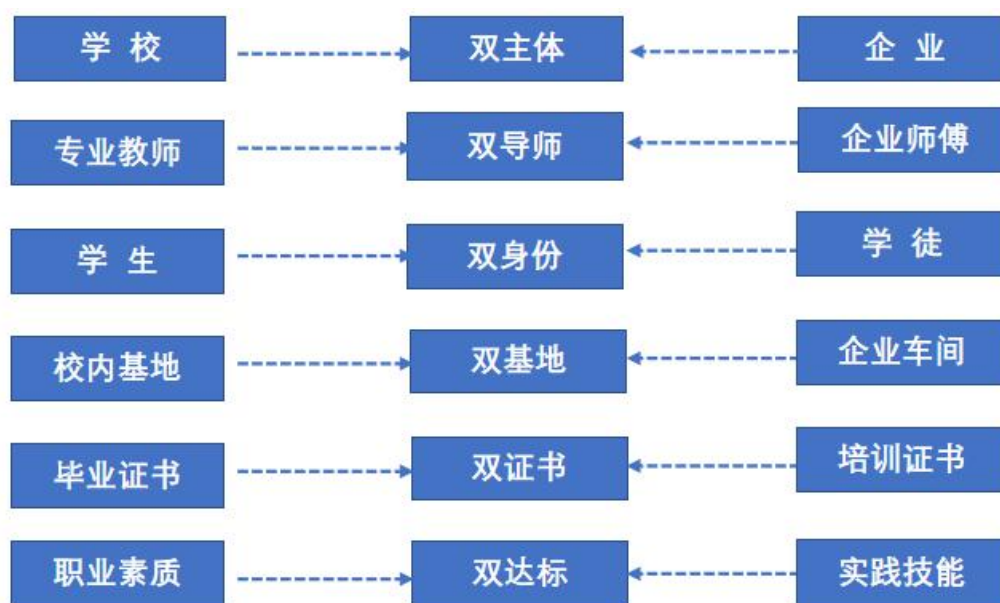 学 校 双主体 企 业
专业教师 双导师 企业师傅
学 生 双身份 学 徒
校内基地 双基地 企业车间
毕业证书 双证书 培训证书
职业素质 双达标 实践技能